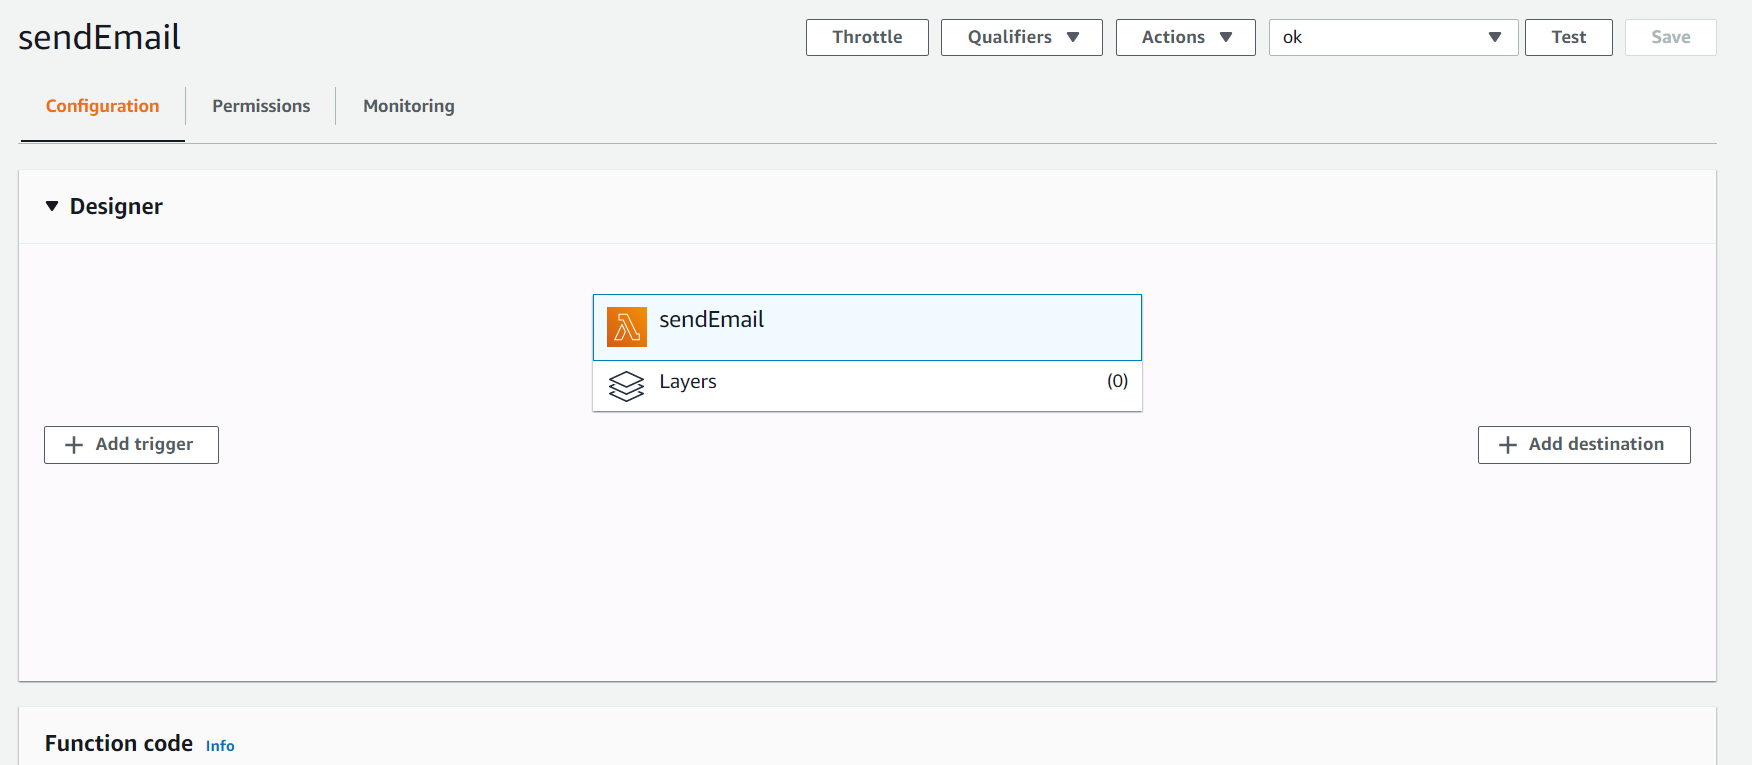 sendEmail
Throttle
Qualifiers
Actions
ok
Test
Save
Configuration
Permissions
Monitoring
Designer
sendEmail
Layers
(0)
Add trigger
Add destination
Function code Info